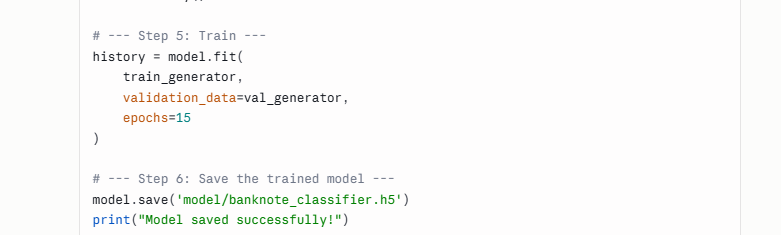 # --- Step 5: Train ---
history = model.fit(
    train_generator,
    validation_data=val_generator,
    epochs=15
)
# --- Step 6: Save the trained model ---
model.save('model/banknote_classifier.h5')
print("Model saved successfully!")